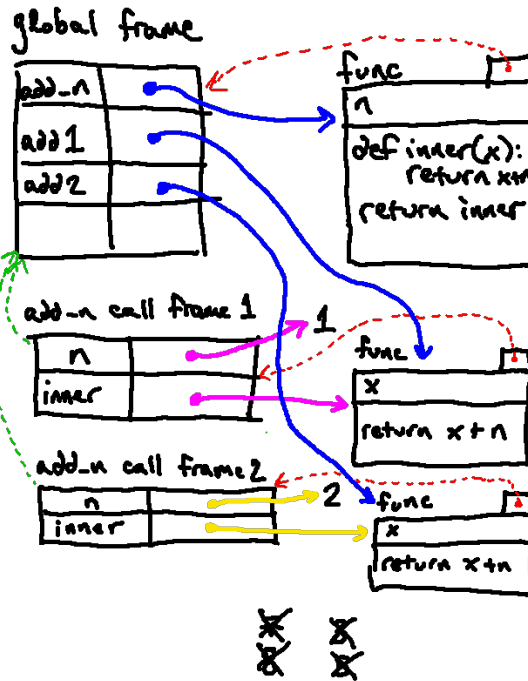 global frame
func
add_n
n
add1
def inner(x):
return x+n
add2
return inner
add_n call frame 1
1
func
n
x
inner
return x + n
add_n call frame 2
2
func
n
x
inner
return x+n